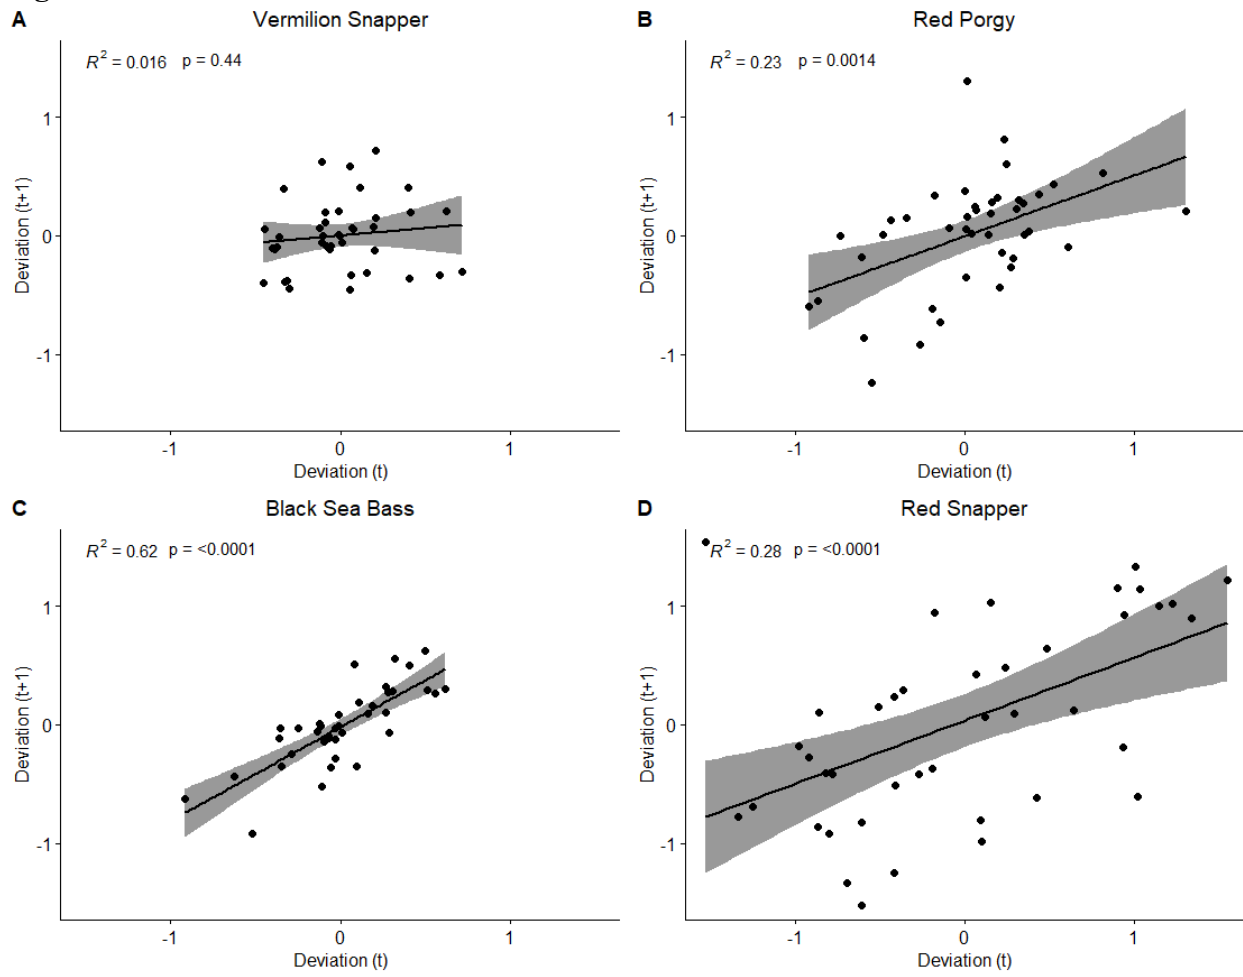 A Vermilion Snapper
R² = 0.016 p = 0.44
Deviation (t+1)
1
0
-1
-1 0 1
Deviation (t)
B Red Porgy
R² = 0.23 p = 0.0014
Deviation (t+1)
1
0
-1
-1 0 1
Deviation (t)
C Black Sea Bass
R² = 0.62 p = <0.0001
Deviation (t+1)
1
0
-1
-1 0 1
Deviation (t)
D Red Snapper
R² = 0.28 p = <0.0001
Deviation (t+1)
1
0
-1
-1 0 1
Deviation (t)